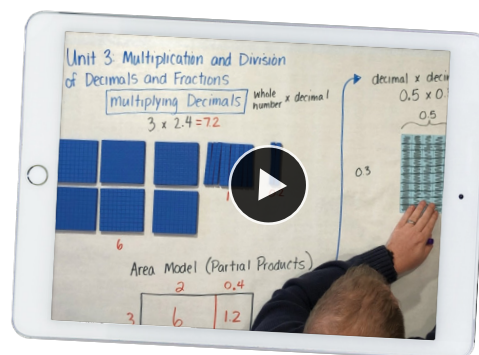 Unit 3: Multiplication and Division
of Decimals and Fractions
multiplying Decimals
whole
number x decimal
3 x 2.4 = 7.2
6
1
Area Model (Partial Products)
2 0.4
3 6 1.2
decimal x
0.5 x 0.
0.5
0.3